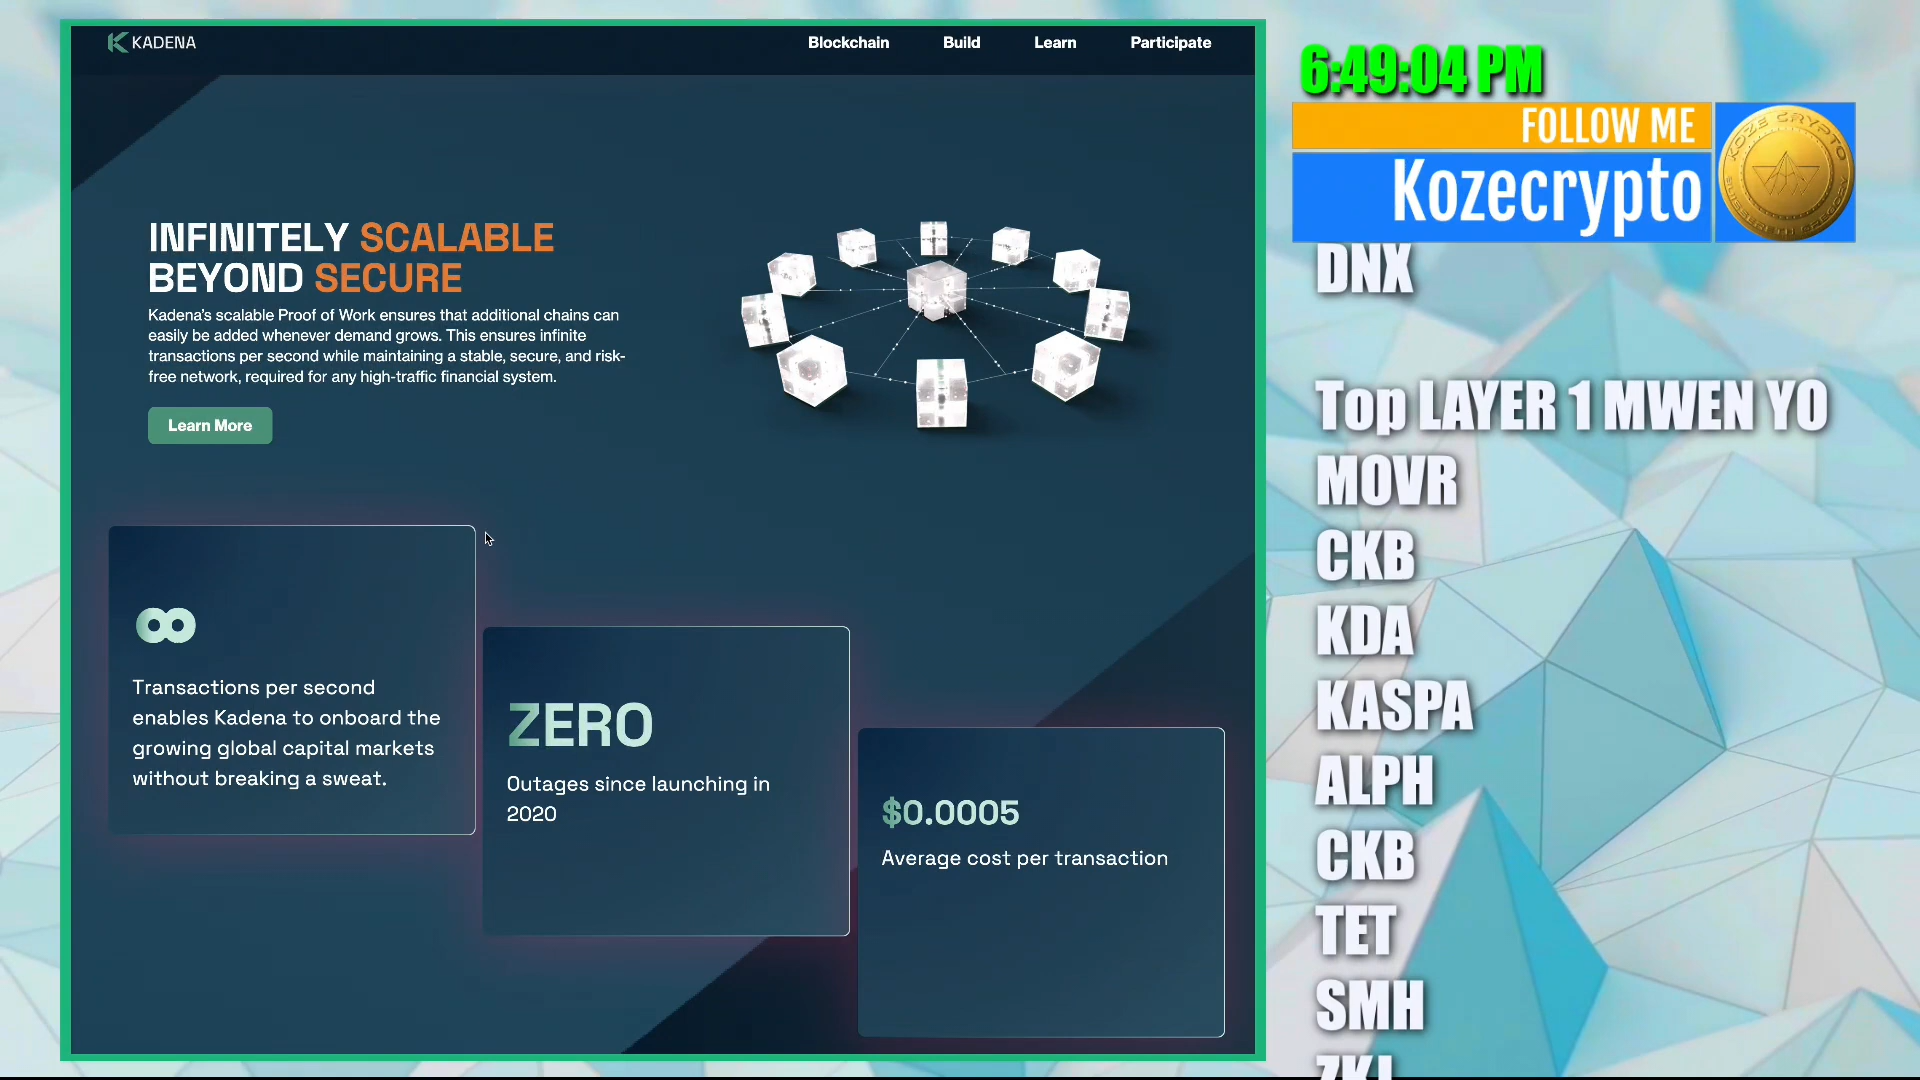 KADENA
Blockchain
Build
Learn
Participate
INFINITELY SCALABLE
BEYOND SECURE
Kadena's scalable Proof of Work ensures that additional chains can
easily be added whenever demand grows. This ensures infinite
transactions per second while maintaining a stable, secure, and risk-
free network, required for any high-traffic financial system.
Learn More
∞
Transactions per second
enables Kadena to onboard the
growing global capital markets
without breaking a sweat.
ZERO
Outages since launching in
2020
$0.0005
Average cost per transaction
6:49:04 PM
FOLLOW ME
Kozecrypto
KOZE CRYPTO
DNX
Top LAYER 1 MWEN YO
MOVR
CKB
KDA
KASPA
ALPH
CKB
TET
SMH